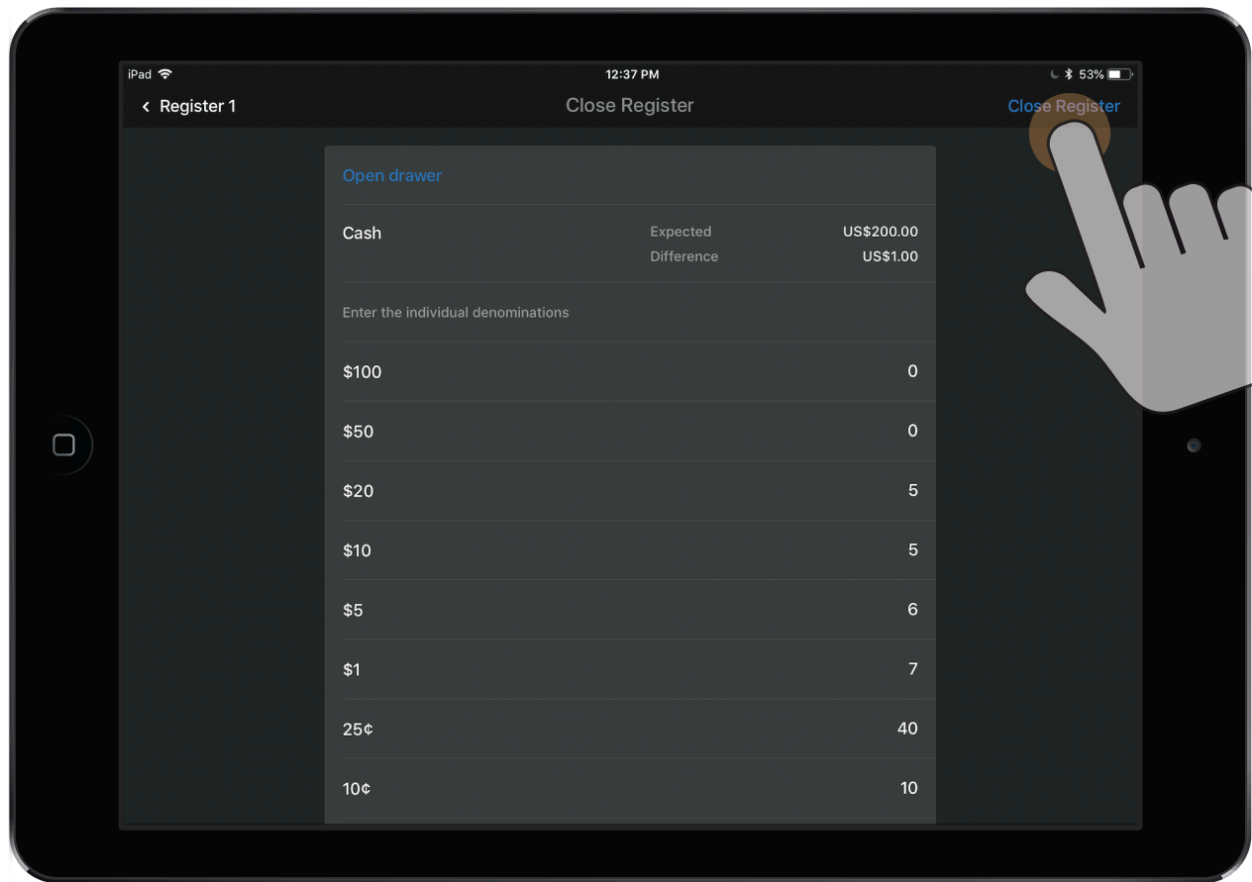 iPad 12:37 PM 53%
Register 1 Close Register Close Register
Open drawer
Cash Expected US$200.00
Difference US$1.00
Enter the individual denominations
$100 0
$50 0
$20 5
$10 5
$5 6
$1 7
25¢ 40
10¢ 10